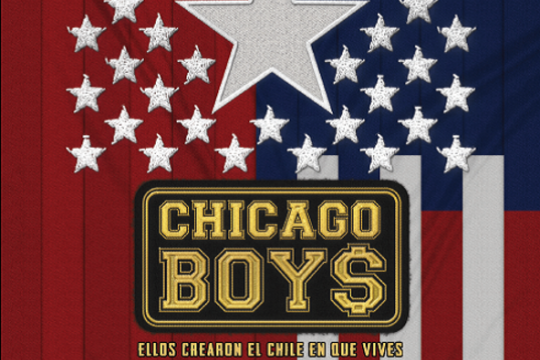 CHICAGO
BOY$
ELLOS CREARON EL CHILE EN QUE VIVES